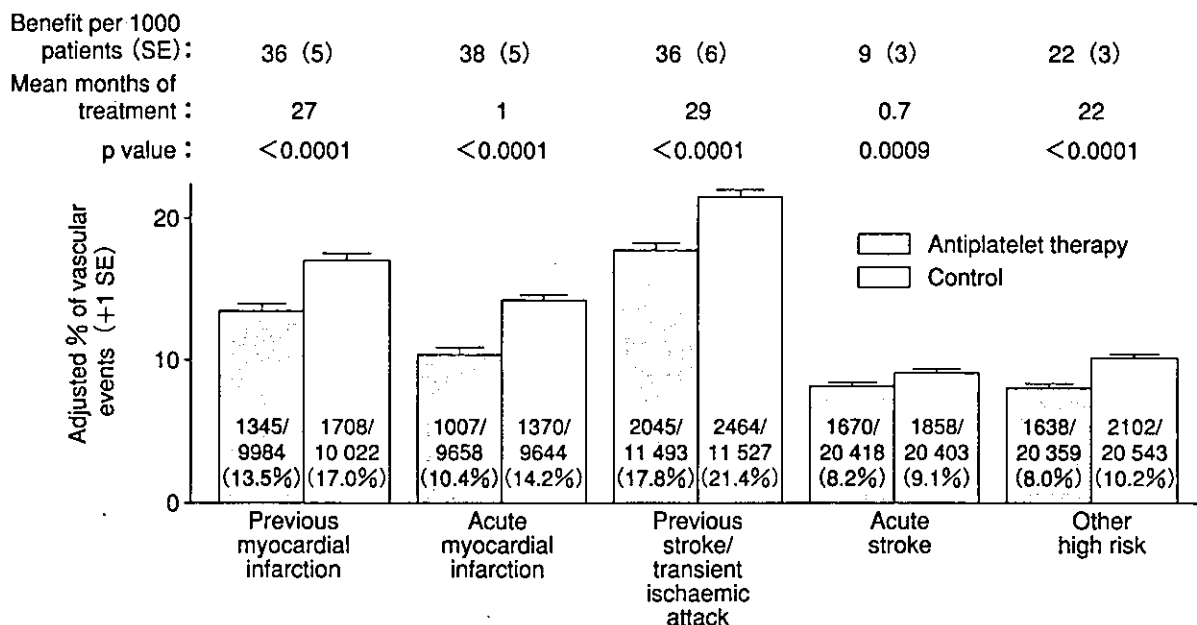 Benefit per 1000
patients (SE): 36 (5) 38 (5) 36 (6) 9 (3) 22 (3)
Mean months of
treatment: 27 1 29 0.7 22
p value: <0.0001 <0.0001 <0.0001 0.0009 <0.0001
Adjusted % of vascular
events (+1 SE)
20
10
0
Antiplatelet therapy
Control
1345/ 1708/ 1007/ 1370/ 2045/ 2464/ 1670/ 1858/ 1638/ 2102/
9984 10 022 9658 9644 11 493 11 527 20 418 20 403 20 359 20 543
(13.5%) (17.0%) (10.4%) (14.2%) (17.8%) (21.4%) (8.2%) (9.1%) (8.0%) (10.2%)
Previous
myocardial
infarction
Acute
myocardial
infarction
Previous
stroke/
transient
ischaemic
attack
Acute
stroke
Other
high risk